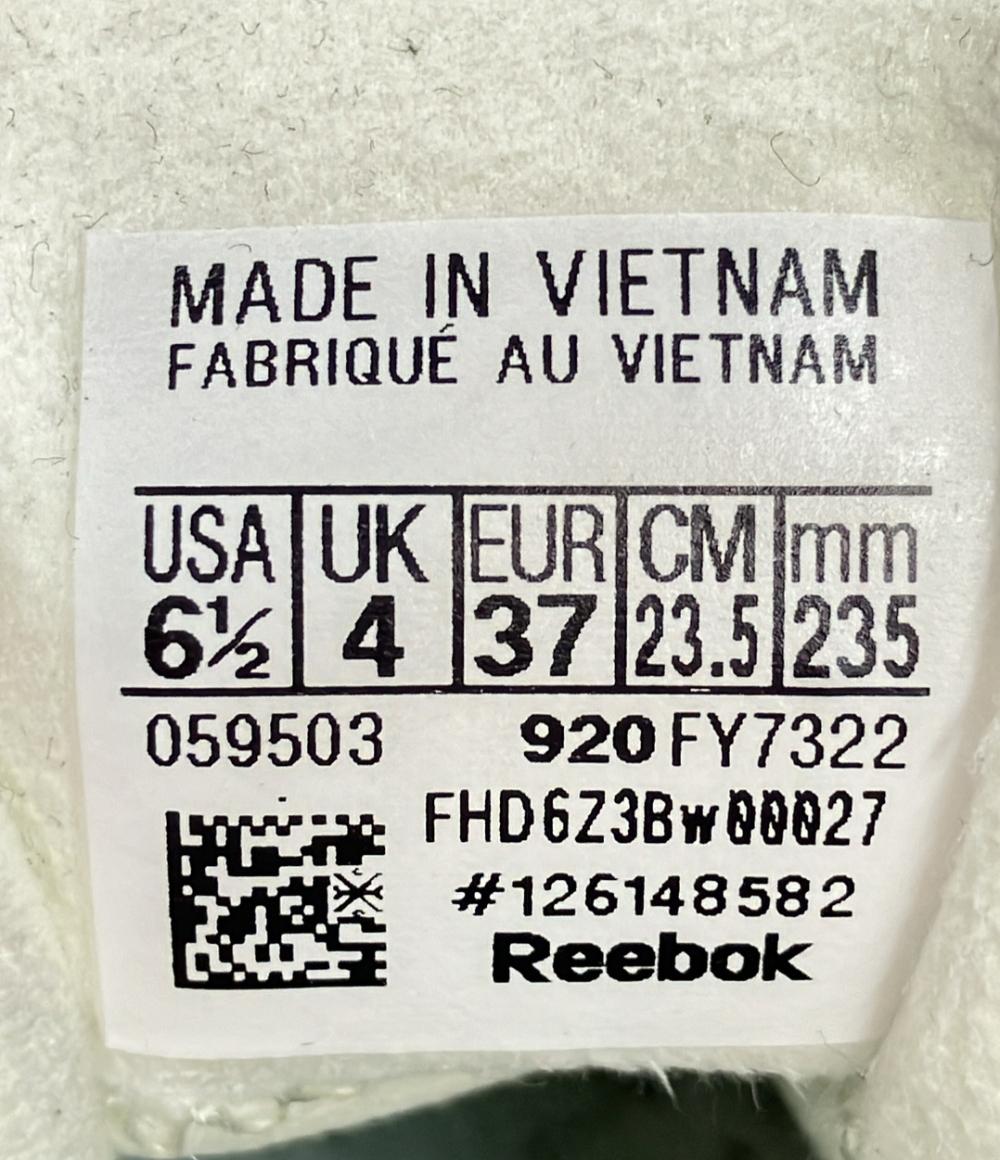 MADE IN VIETNAM
FABRIQUÉ AU VIETNAM
USA UK EUR CM mm
6½ 4 37 23.5 235
059503 920 FY7322
FHD6Z3Bw00027
#126148582
Reebok